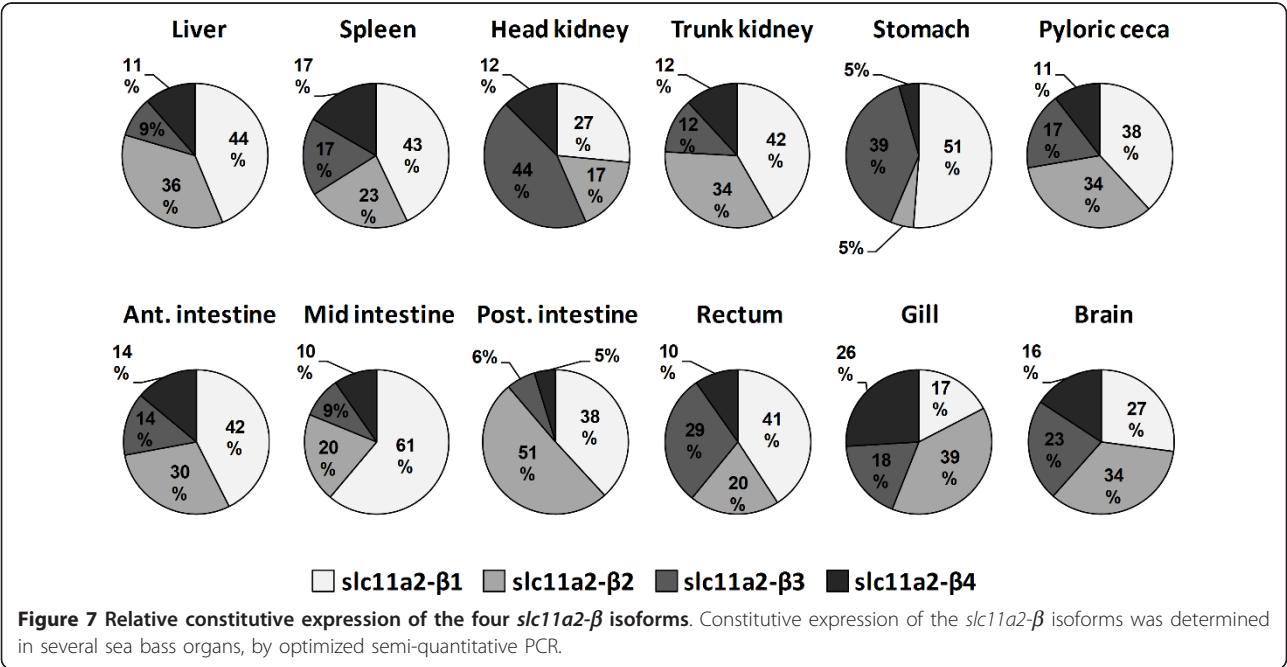 Liver Spleen Head kidney Trunk kidney Stomach Pyloric ceca
11 % 9% 44 % 36 %
17 % 17 % 43 % 23 %
12 % 27 % 44 % 17 %
12 % 12 % 42 % 34 %
5% 39 % 51 % 5%
11 % 17 % 38 % 34 %
Ant. intestine Mid intestine Post. intestine Rectum Gill Brain
14 % 14 % 42 % 30 %
10 % 9% 20 % 61 %
6% 5% 38 % 51 %
10 % 29 % 41 % 20 %
26 % 17 % 18 % 39 %
16 % 27 % 23 % 34 %
slc11a2-β1 slc11a2-β2 slc11a2-β3 slc11a2-β4
Figure 7 Relative constitutive expression of the four slc11a2-β isoforms. Constitutive expression of the slc11a2-β isoforms was determined
in several sea bass organs, by optimized semi-quantitative PCR.